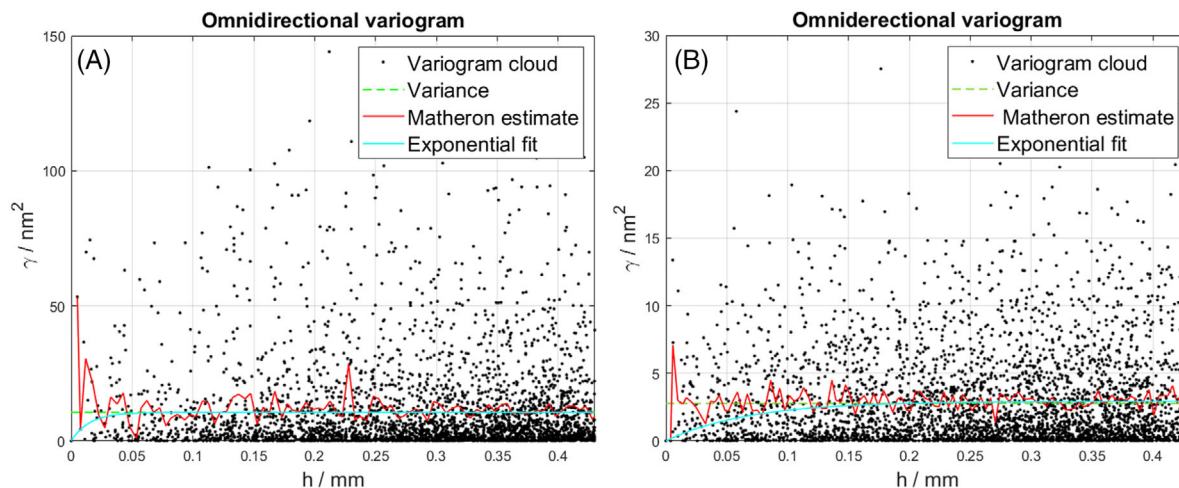 Omnidirectional variogram
(A)
Variogram cloud
Variance
Matheron estimate
Exponential fit
150
100
50
0
γ / nm²
0 0.05 0.1 0.15 0.2 0.25 0.3 0.35 0.4
h / mm
Omniderectional variogram
(B)
Variogram cloud
Variance
Matheron estimate
Exponential fit
30
25
20
15
10
5
0
γ / nm²
0 0.05 0.1 0.15 0.2 0.25 0.3 0.35 0.4
h / mm